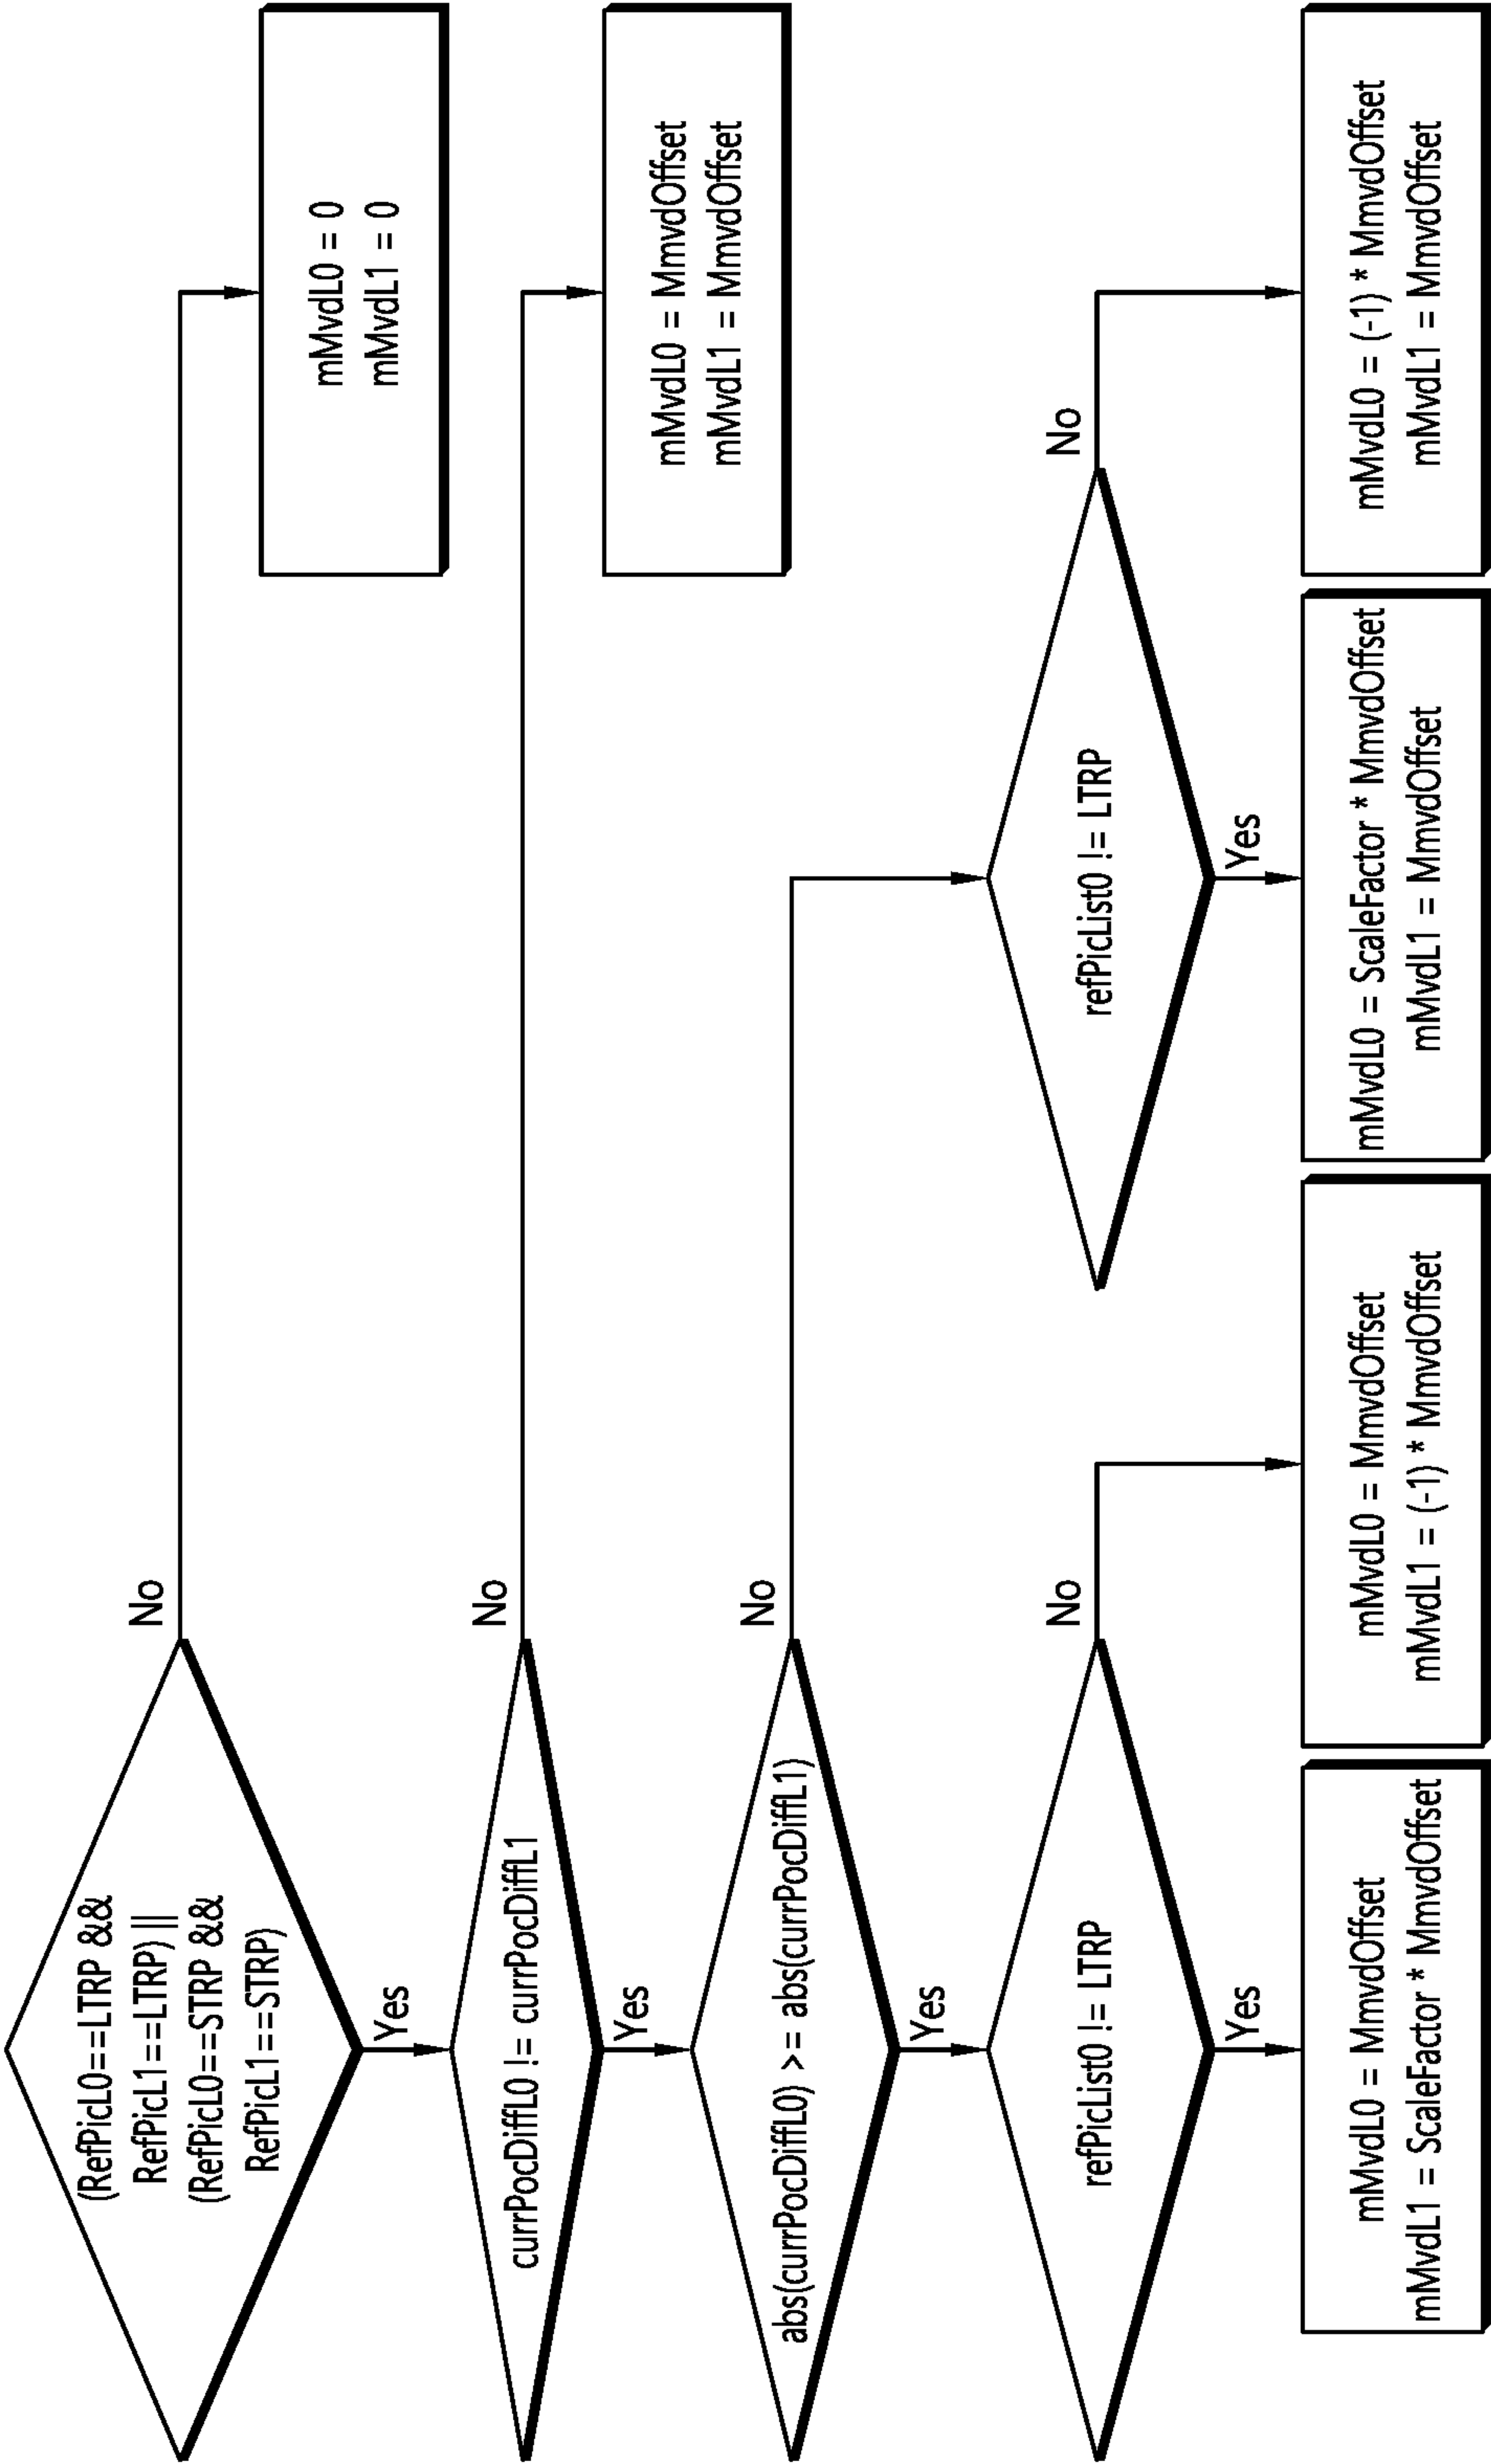 (RefPicL0==LTRP &&
RefPicL1==LTRP) ||
(RefPicL0==STRP &&
RefPicL1==STRP)
No
mMvdL0 = 0
mMvdL1 = 0
Yes
currPocDiffL0 != currPocDiffL1
No
mMvdL0 = MmvdOffset
mMvdL1 = MmvdOffset
Yes
abs(currPocDiffL0) >= abs(currPocDiffL1)
No
Yes
refPicList0 != LTRP
No
refPicList0 != LTRP
No
Yes
Yes
mMvdL0 = MmvdOffset
mMvdL1 = ScaleFactor * MmvdOffset
mMvdL0 = MmvdOffset
mMvdL1 = (-1) * MmvdOffset
mMvdL0 = ScaleFactor * MmvdOffset
mMvdL1 = MmvdOffset
mMvdL0 = (-1) * MmvdOffset
mMvdL1 = MmvdOffset